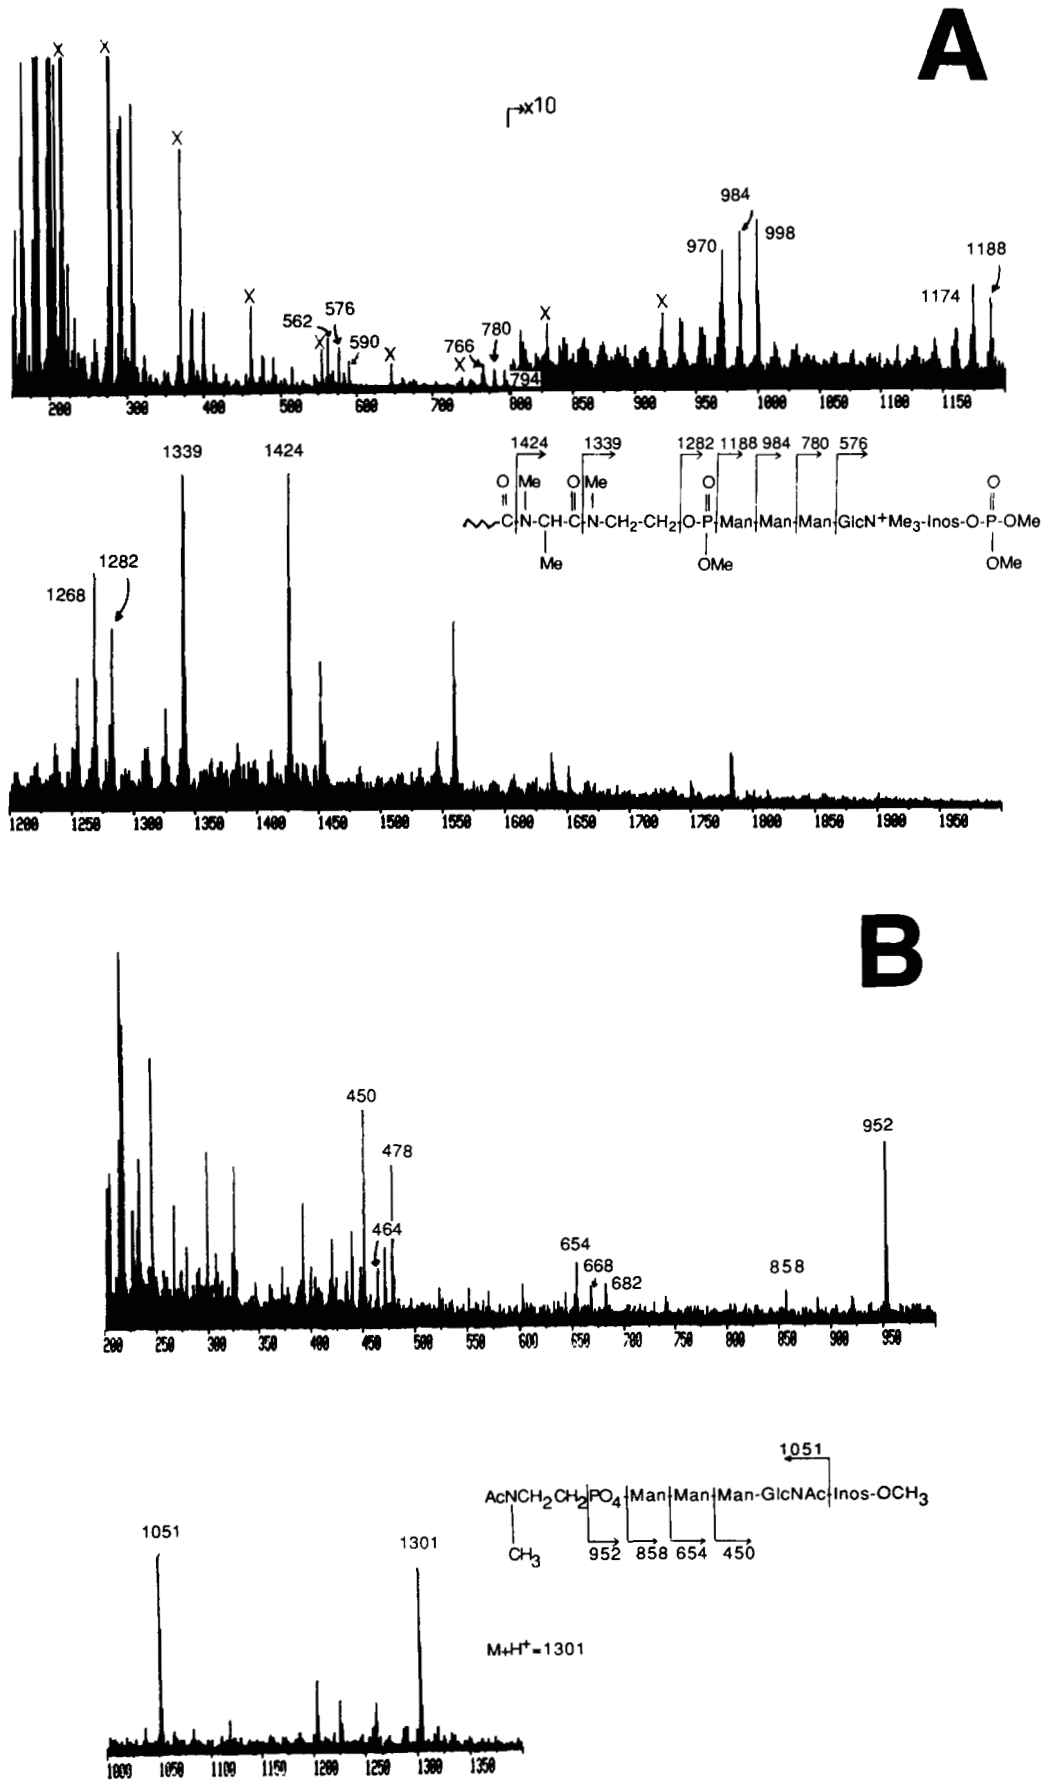 A
X X
X
x10
984
970 998
X
1188
562 576 X X
X 590 X 766 780 X 1174
794
200 300 400 500 600 700 800 850 900 950 1000 1050 1100 1150
1339 1424
1424 1339 1282 1188 984 780 576
O Me O Me O O
C-N-CH-C-N-CH2-CH2-O-P-Man-Man-Man-GlcN+Me3-Inos-O-P-OMe
Me OMe OMe
1268 1282
1200 1250 1300 1350 1400 1450 1500 1550 1600 1650 1700 1750 1800 1850 1900 1950
B
450
952
478
464
654 668 682 858
200 250 300 350 400 450 500 550 600 650 700 750 800 850 900 950
1051
AcNCH2CH2PO4-Man-Man-Man-GlcNAc-Inos-OCH3
CH3 952 858 654 450
1051 1301
M+H+=1301
1000 1050 1100 1150 1200 1250 1300 1350